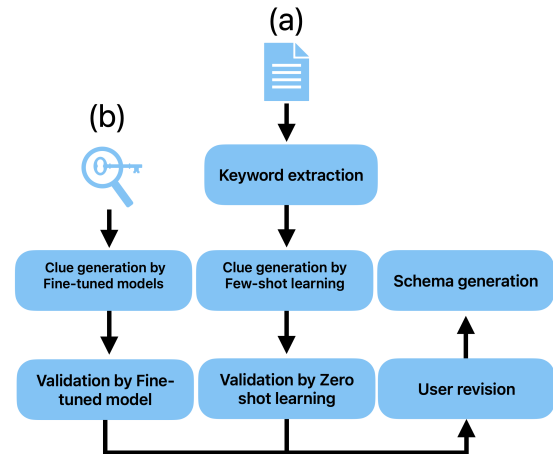 (a)
(b)
Keyword extraction
Clue generation by
Fine-tuned models
Clue generation by
Few-shot learning
Schema generation
Validation by Fine-
tuned model
Validation by Zero
shot learning
User revision